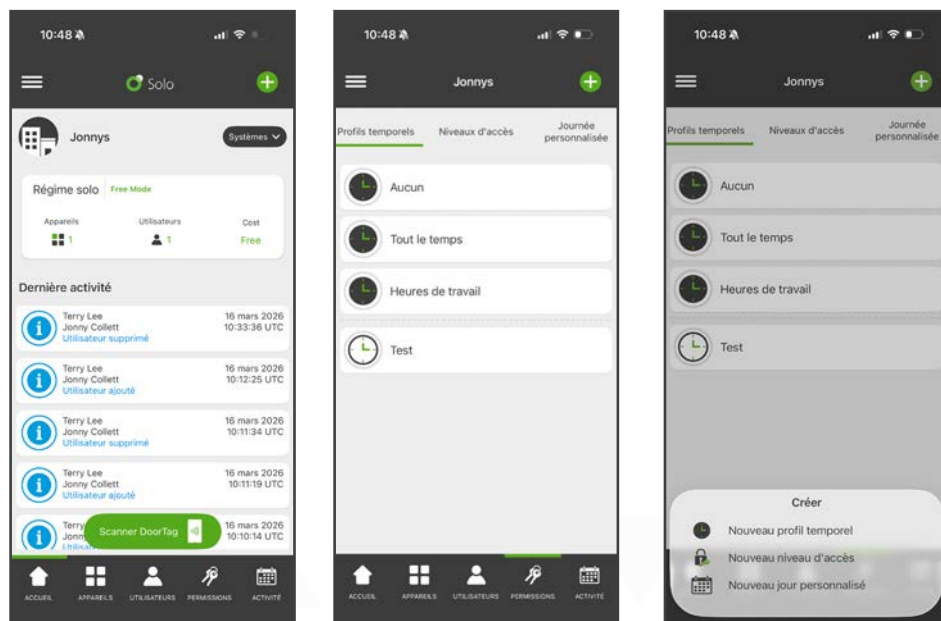 10:48
Solo
Jonnys
Systèmes
Régime solo
Free Mode
Appareils
Utilisateurs
Cost
1
1
Free
Dernière activité
Terry Lee
16 mars 2026
Jonny Collett
10:33:36 UTC
Utilisateur supprimé
Terry Lee
16 mars 2026
Jonny Collett
10:12:25 UTC
Utilisateur ajouté
Terry Lee
16 mars 2026
Jonny Collett
10:11:34 UTC
Utilisateur supprimé
Terry Lee
16 mars 2026
Jonny Collett
10:11:19 UTC
Utilisateur ajouté
Terry
16 mars 2026
10:10:14 UTC
Scanner DoorTag
ACCUEIL
APPAREILS
UTILISATEURS
PERMISSIONS
ACTIVITÉ
10:48
Jonnys
Profils temporels
Niveaux d'accès
Journée
personnalisée
Aucun
Tout le temps
Heures de travail
Test
ACCUEIL
APPAREILS
UTILISATEURS
PERMISSIONS
ACTIVITÉ
10:48
Jonnys
Profils temporels
Niveaux d'accès
Journée
personnalisée
Aucun
Tout le temps
Heures de travail
Test
Créer
Nouveau profil temporel
Nouveau niveau d'accès
Nouveau jour personnalisé